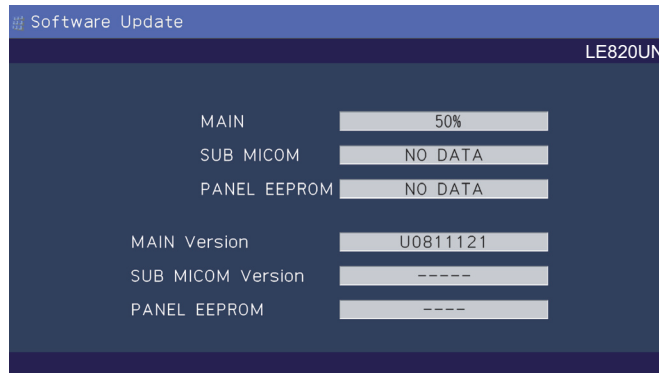 # Software Update
LE820UN
MAIN 50%
SUB MICOM NO DATA
PANEL EEPROM NO DATA
MAIN Version U0811121
SUB MICOM Version -----
PANEL EEPROM ----